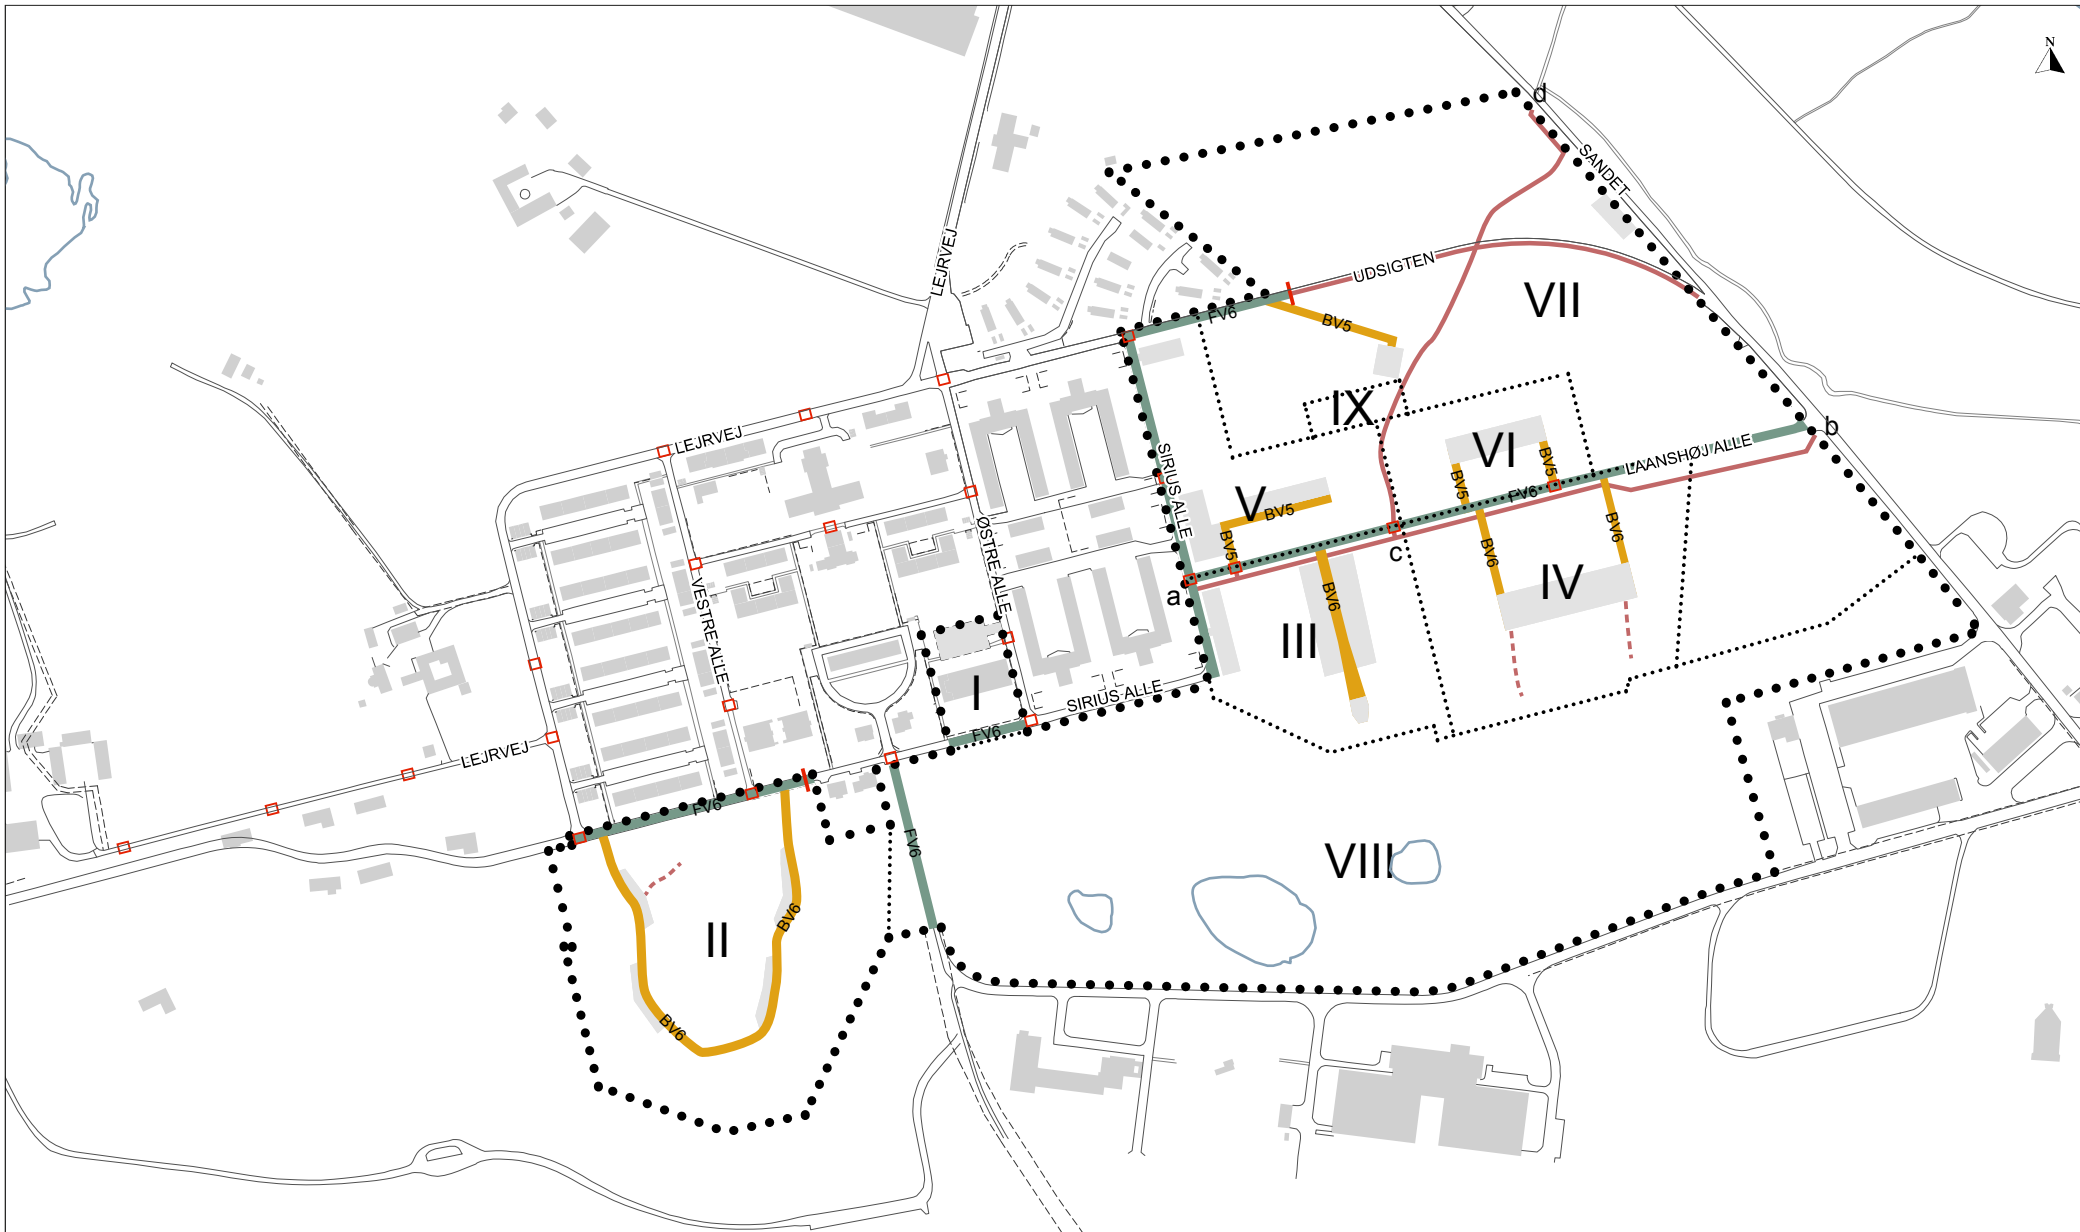 N
d
SANDET
LEJRVEJ
UDSIGTEN
VII
FV6
BV5
IX
LEJRVEJ
b
VI
LAANSHØJ ALLE
SIRIUS ALLE
BV5
BV5
FV6
V
BV5
BV5
BV6
BV6
ØSTRE ALLE
c
a
IV
BV6
III
VESTRE ALLE
I
SIRIUS ALLE
FV6
LEJRVEJ
FV6
FV6
VIII
BV6
II
BV6